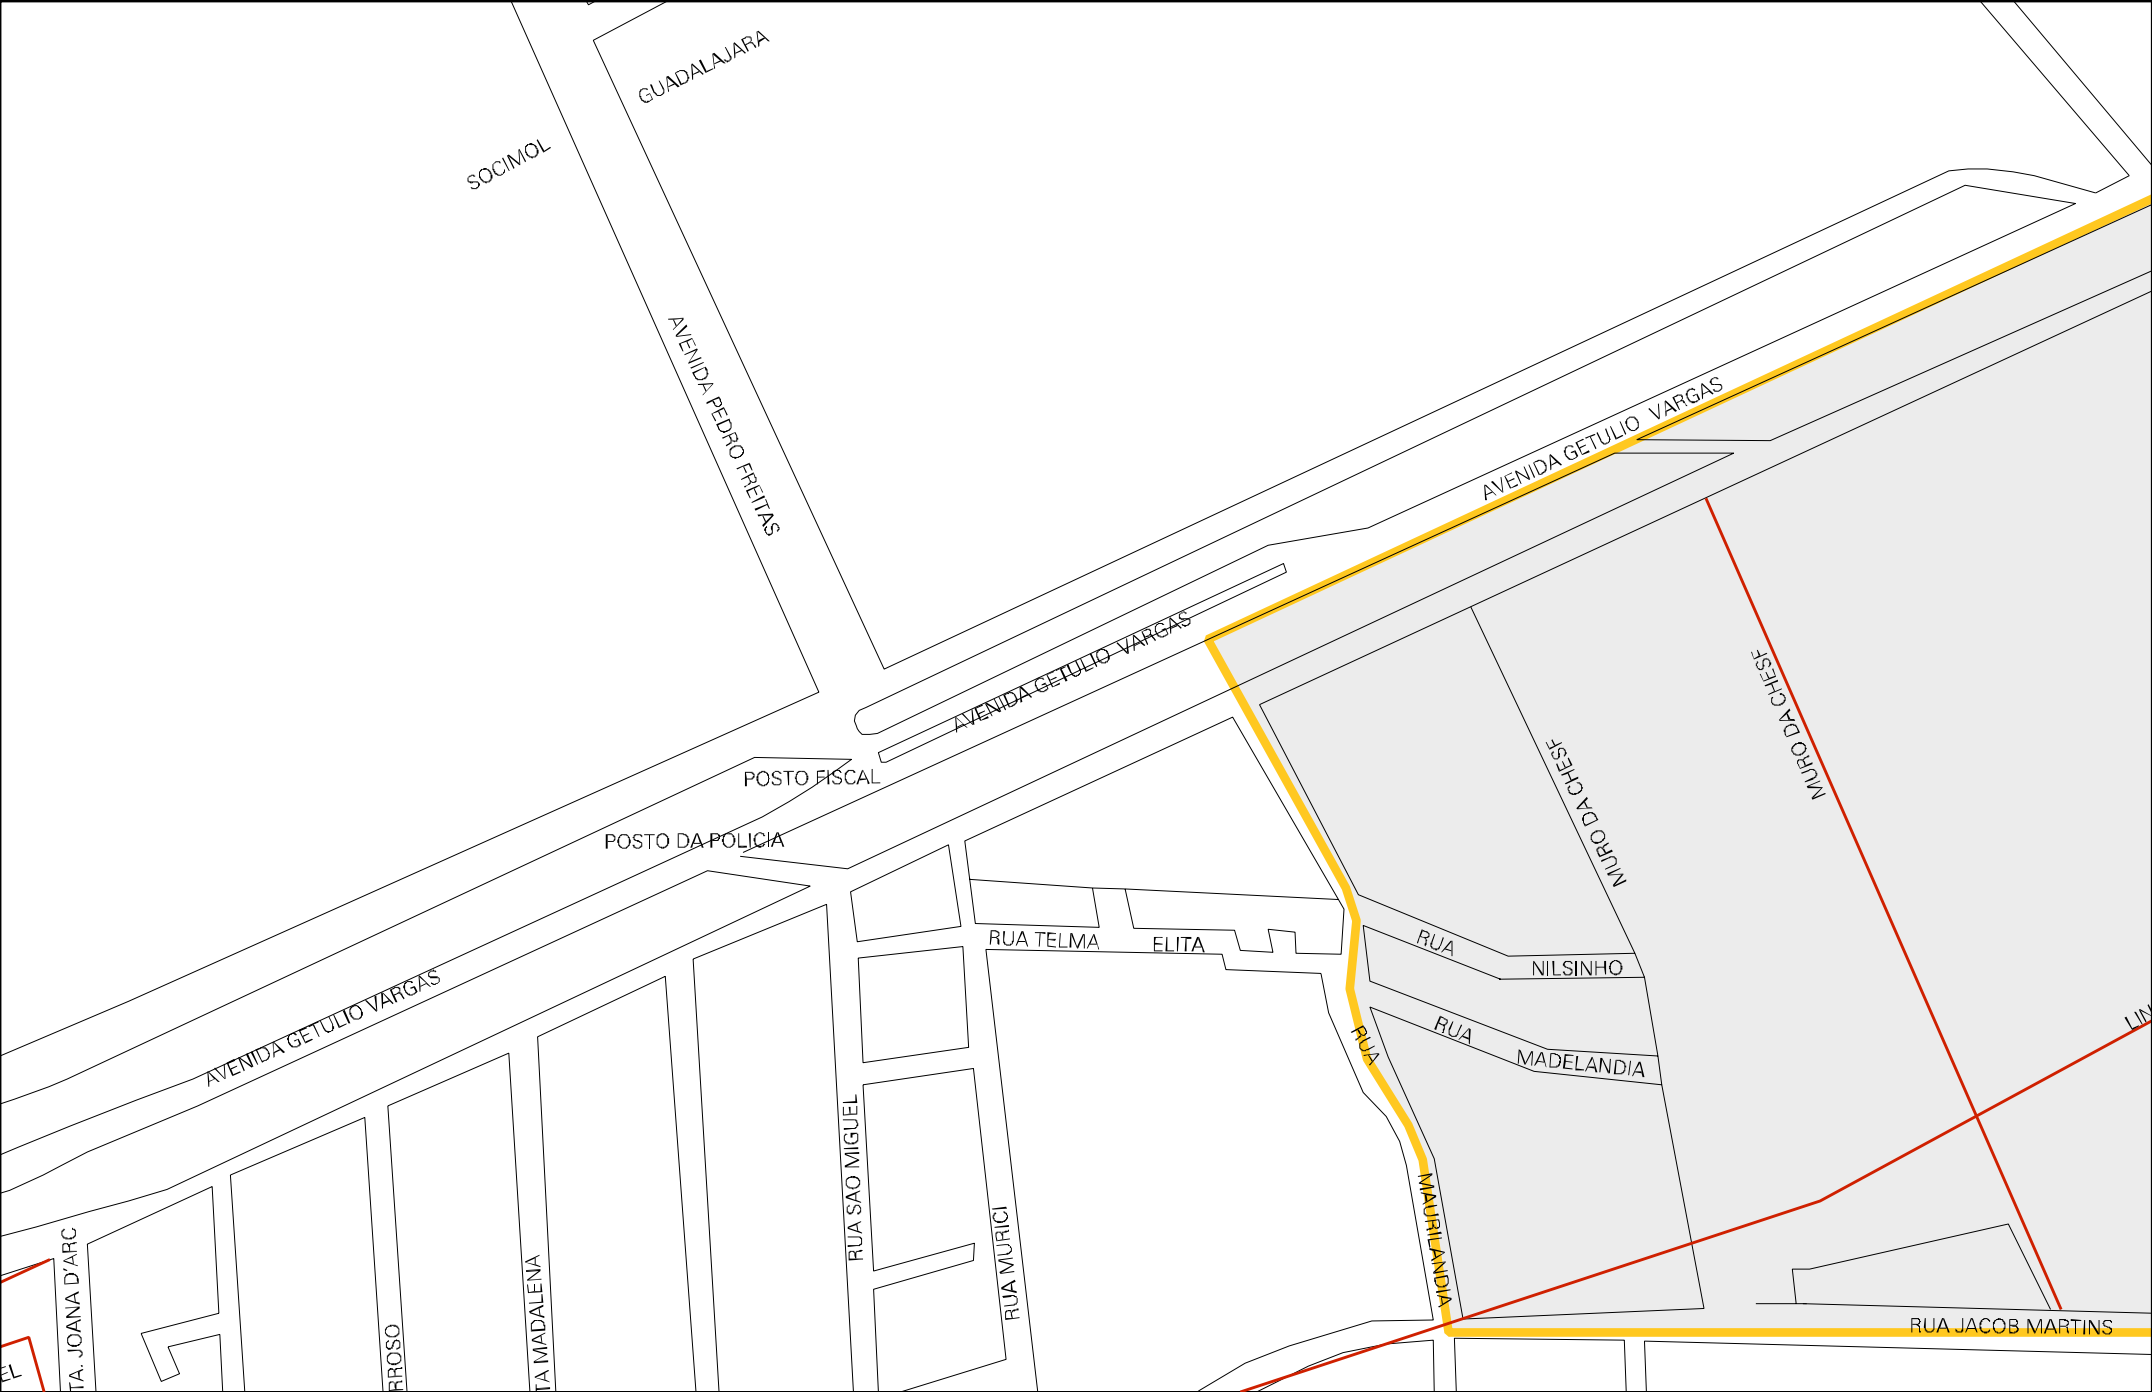 GUADALAJARA
SOCIMOL
AVENIDA PEDRO FREITAS
AVENIDA GETULIO VARGAS
AVENIDA GETULIO VARGAS
MURO DA CHESF
MURO DA CHESF
POSTO FISCAL
POSTO DA POLICIA
RUA TELMA ELITA
RUA NILSINHO
RUA MADELANDIA
AVENIDA GETULIO VARGAS
RUA MAURILANDIA
LIN
RUA SAO MIGUEL
RUA MURICI
TA. JOANA D'ARC
RROSO
TA MADALENA
RUA JACOB MARTINS
EL